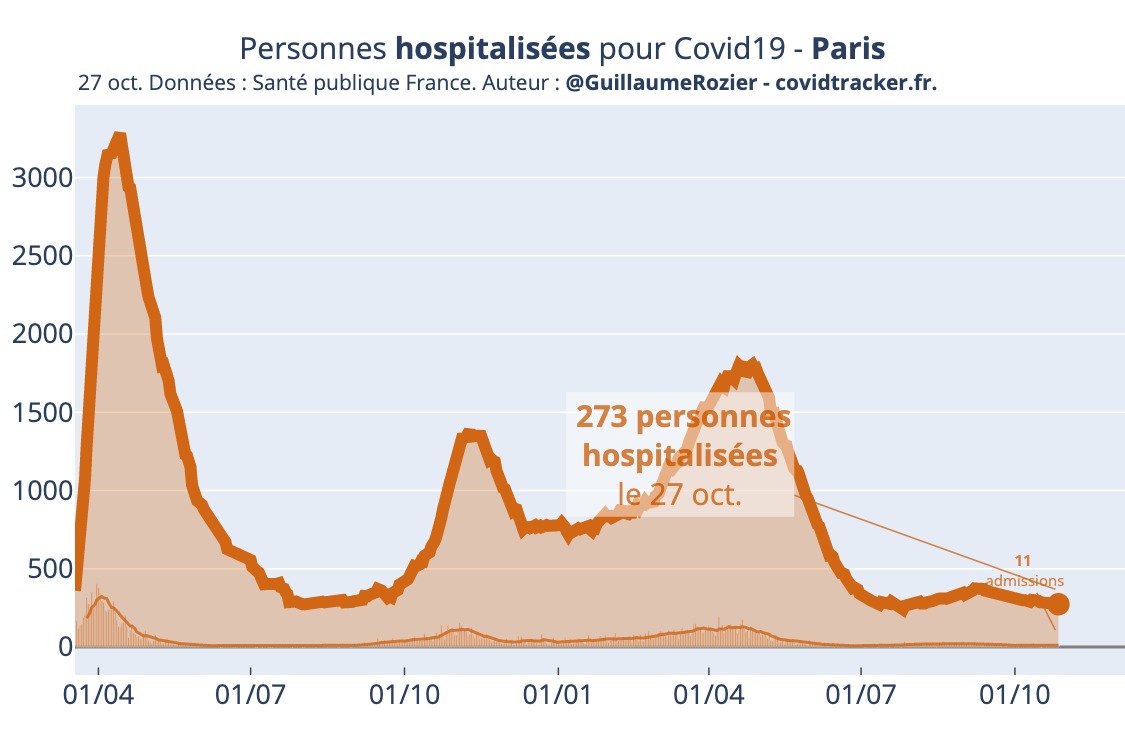 Personnes hospitalisées pour Covid19 - Paris
27 oct. Données : Santé publique France. Auteur : @GuillaumeRozier - covidtracker.fr.
3000
2500
2000
1500
1000
500
0
273 personnes
hospitalisées
le 27 oct.
11
admissions
01/04
01/07
01/10
01/01
01/04
01/07
01/10